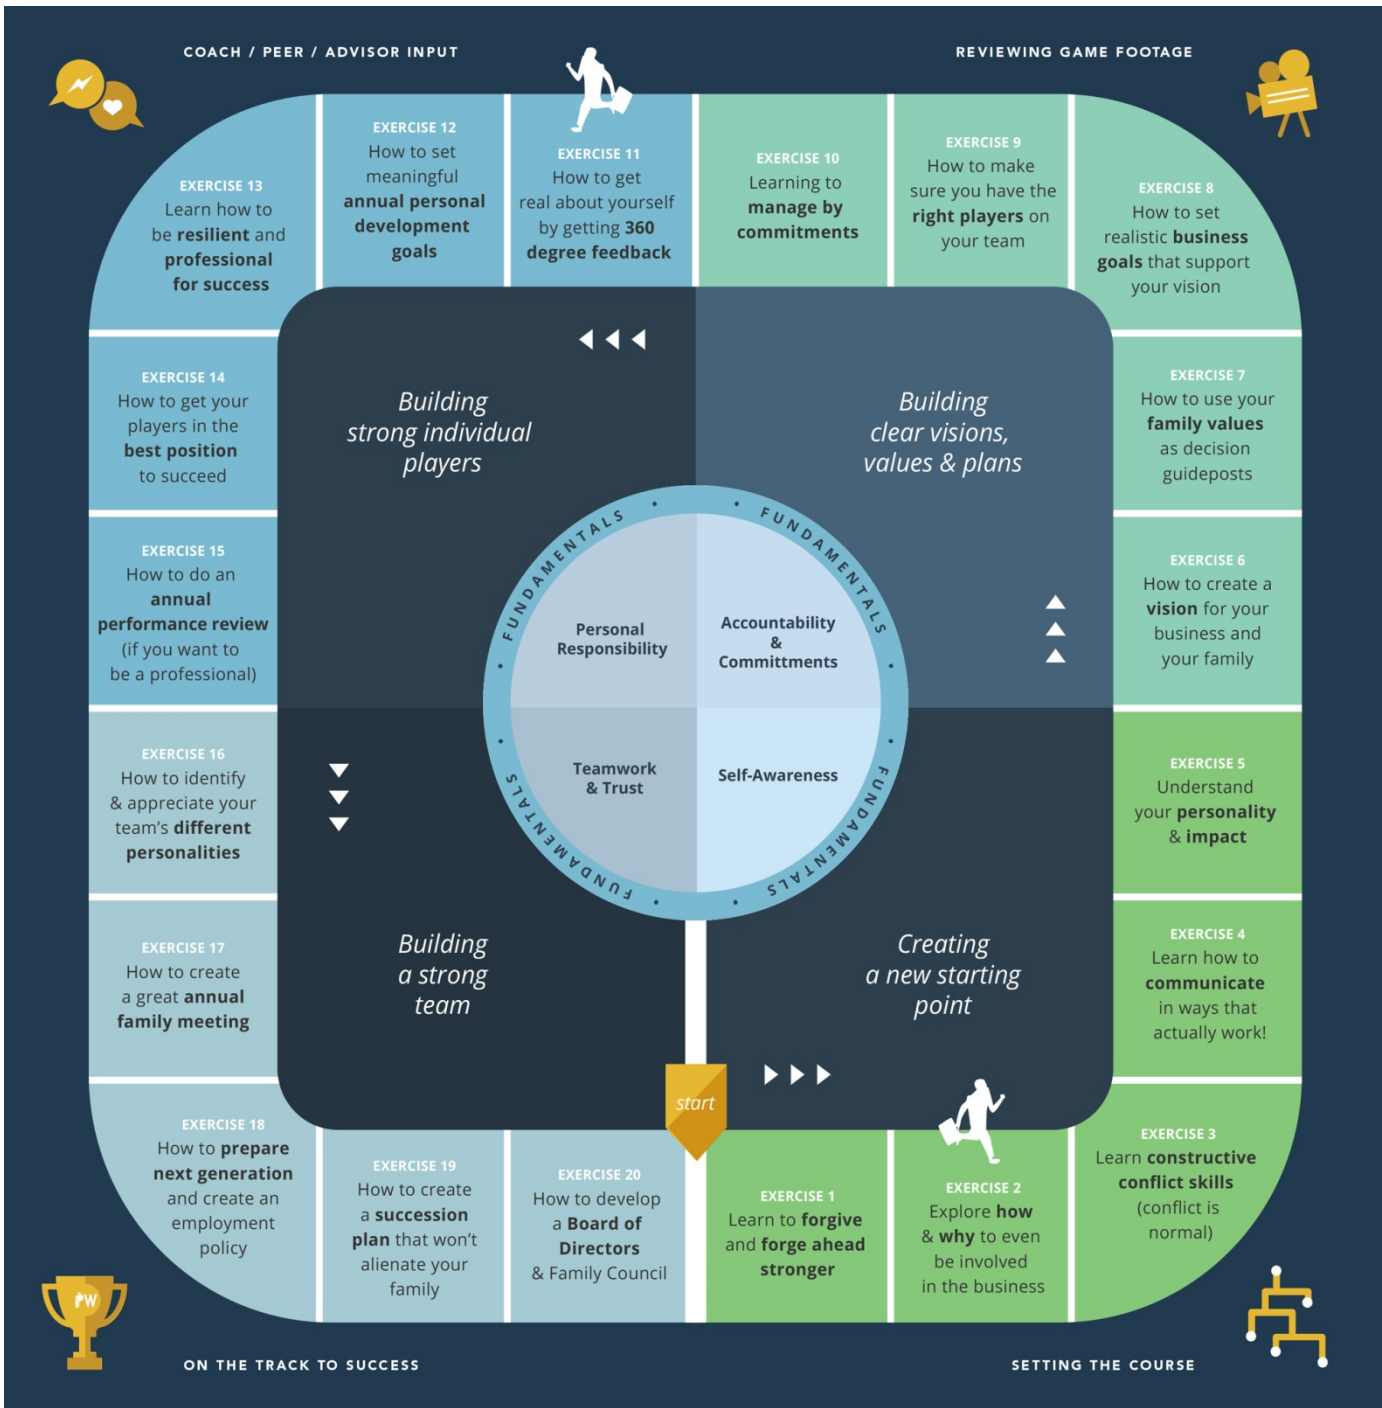 COACH / PEER / ADVISOR INPUT
REVIEWING GAME FOOTAGE
EXERCISE 13
Learn how to
be resilient and
professional
for success
EXERCISE 12
How to set
meaningful
annual personal
development
goals
EXERCISE 11
How to get
real about yourself
by getting 360
degree feedback
EXERCISE 10
Learning to
manage by
commitments
EXERCISE 9
How to make
sure you have the
right players on
your team
EXERCISE 8
How to set
realistic business
goals that support
your vision
EXERCISE 14
How to get your
players in the
best position
to succeed
EXERCISE 15
How to do an
annual
performance review
(if you want to
be a professional)
EXERCISE 16
How to identify
& appreciate your
team's different
personalities
EXERCISE 17
How to create
a great annual
family meeting
EXERCISE 18
How to prepare
next generation
and create an
employment
policy
EXERCISE 19
How to create
a succession
plan that won't
alienate your
family
EXERCISE 20
How to develop
a Board of
Directors
& Family Council
EXERCISE 7
How to use your
family values
as decision
guideposts
EXERCISE 6
How to create a
vision for your
business and
your family
EXERCISE 5
Understand
your personality
& impact
EXERCISE 4
Learn how to
communicate
in ways that
actually work!
EXERCISE 3
Learn constructive
conflict skills
(conflict is
normal)
EXERCISE 2
Explore how
& why to even
be involved
in the business
EXERCISE 1
Learn to forgive
and forge ahead
stronger
Building
strong individual
players
Building
clear visions,
values & plans
FUNDAMENTALS
FUNDAMENTALS
Personal
Responsibility
Accountability
&
Committments
Teamwork
& Trust
Self-Awareness
FUNDAMENTALS
FUNDAMENTALS
Building
a strong
team
Creating
a new starting
point
start
PW
ON THE TRACK TO SUCCESS
SETTING THE COURSE